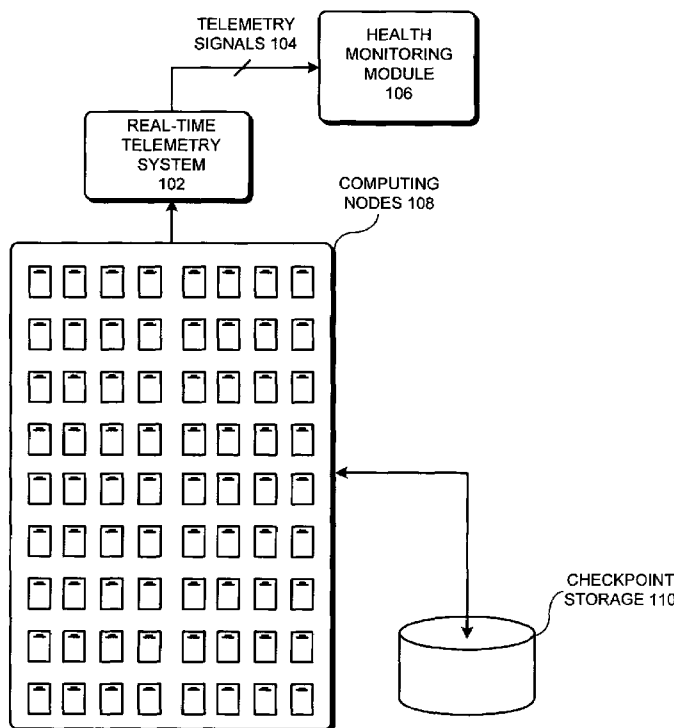 TELEMETRY
SIGNALS 104
HEALTH
MONITORING
MODULE
106
REAL-TIME
TELEMETRY
SYSTEM
102
COMPUTING
NODES 108
CHECKPOINT
STORAGE 110